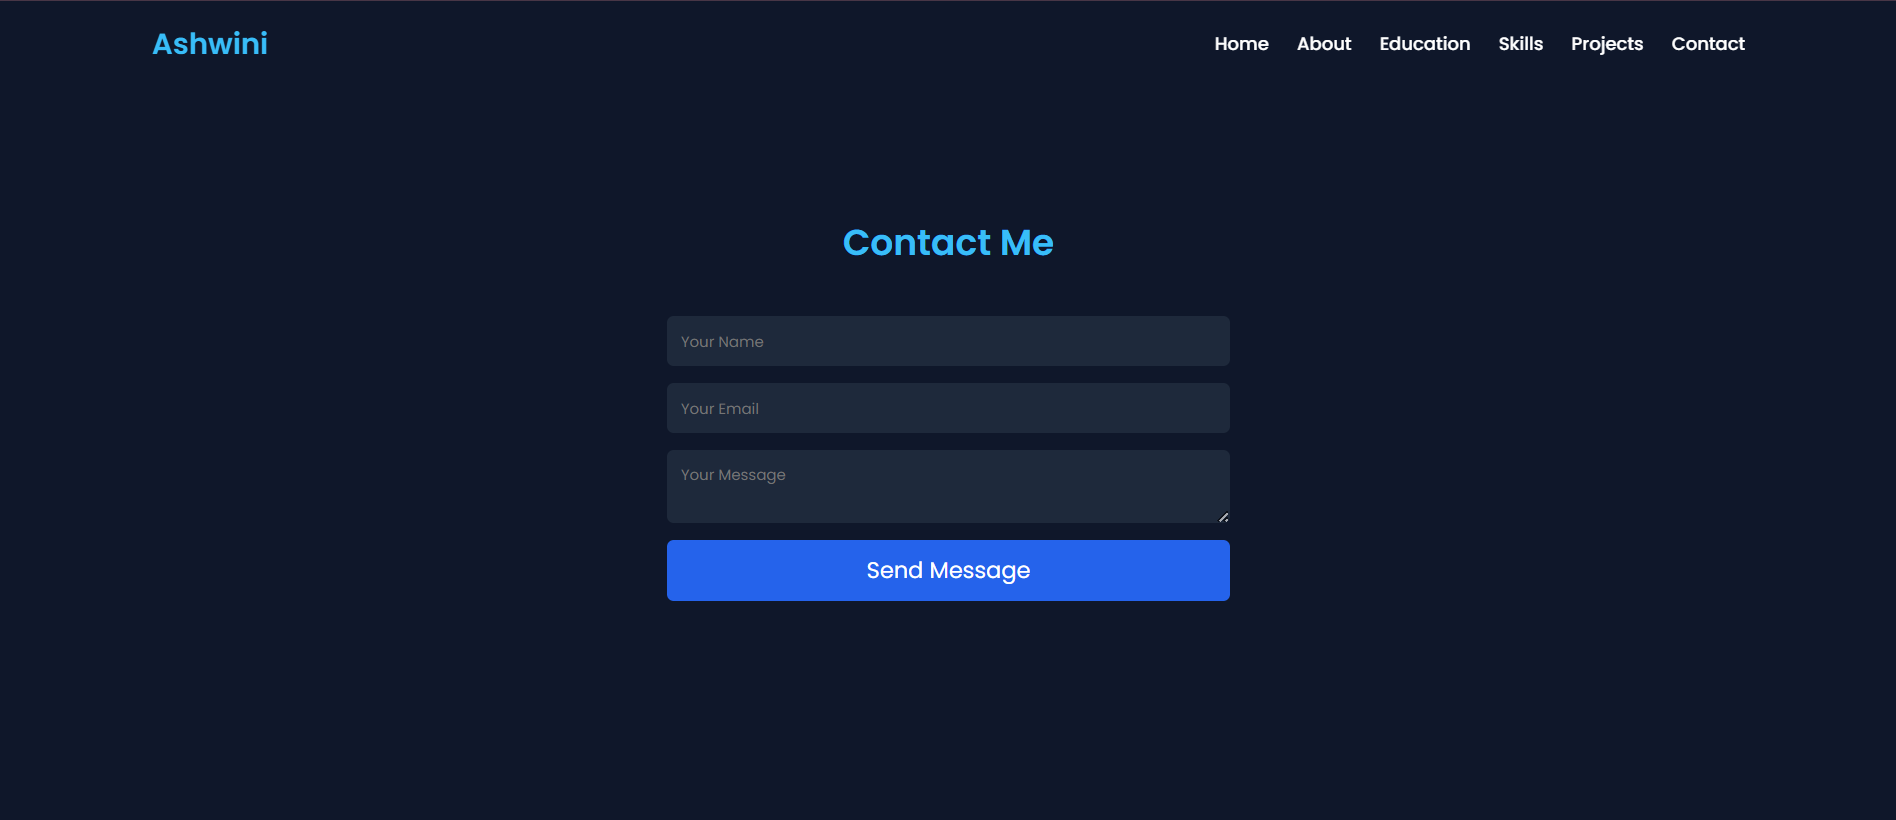 Ashwini
Home About Education Skills Projects Contact
Contact Me
Your Name
Your Email
Your Message
Send Message